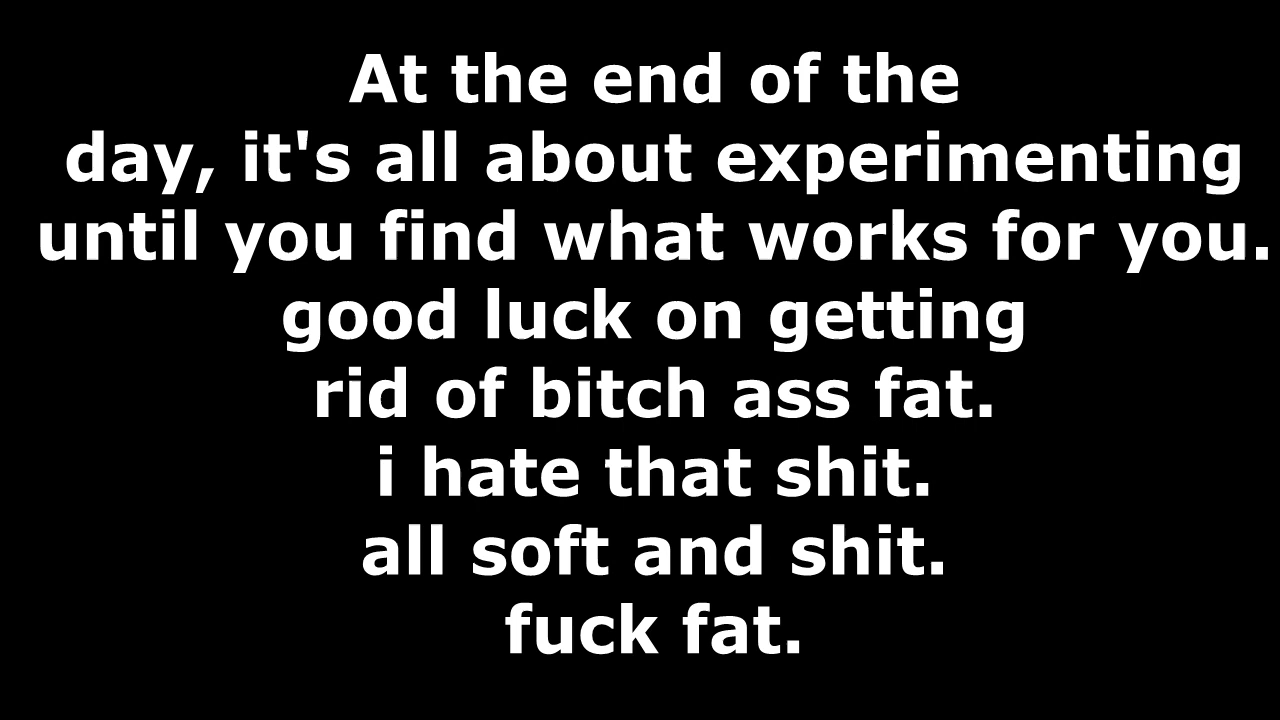 At the end of the
day, it's all about experimenting
until you find what works for you.
good luck on getting
rid of bitch ass fat.
i hate that shit.
all soft and shit.
fuck fat.